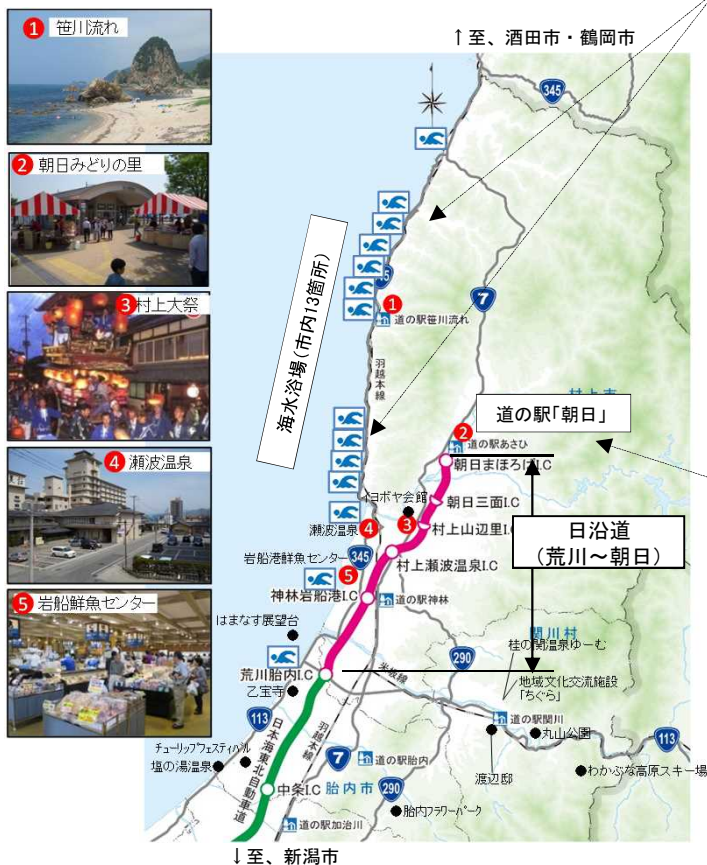 1 笹川流れ
2 朝日みどりの里
3 村上大祭
4 瀬波温泉
5 岩船鮮魚センター
↑至、酒田市・鶴岡市
345
海水浴場(市内13箇所)
7
1
道の駅笹川流れ
羽越本線
村上市
道の駅「朝日」
2
道の駅あさひ
朝日まほろばI.C
イヨボヤ会館
朝日三面I.C
瀬波温泉 4
3
村上山辺里I.C
日沿道
(荒川~朝日)
岩船港鮮魚センター
345
村上瀬波温泉I.C
5
神林岩船港I.C
道の駅神林
はまなす展望台
関川村
桂の関温泉ゆーむ
290
荒川胎内I.C
米坂線
地域文化交流施設
「ちぐら」
乙宝寺
113
日本海東北自動車道
羽越本線
道の駅関川
丸山公園
113
チューリップフェスティバル
塩の湯温泉
7
道の駅胎内
渡辺邸
わかぶな高原スキー場
中条I.C
胎内市
290
胎内フラワーパーク
道の駅加治川
↓至、新潟市